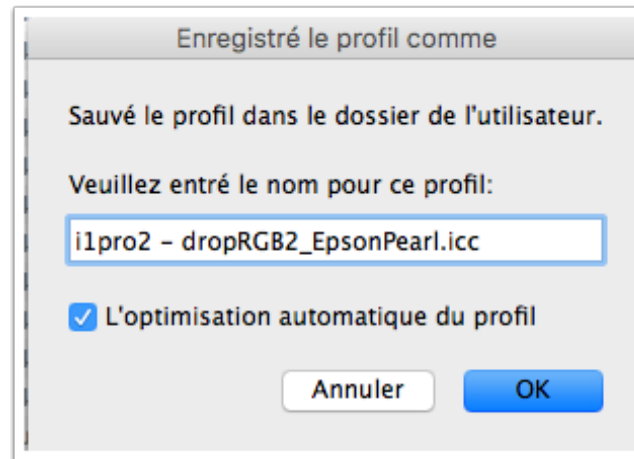 Enregistré le profil comme
Sauvé le profil dans le dossier de l'utilisateur.
Veuillez entré le nom pour ce profil:
i1pro2 – dropRGB2_EpsonPearl.icc
L'optimisation automatique du profil
Annuler
OK